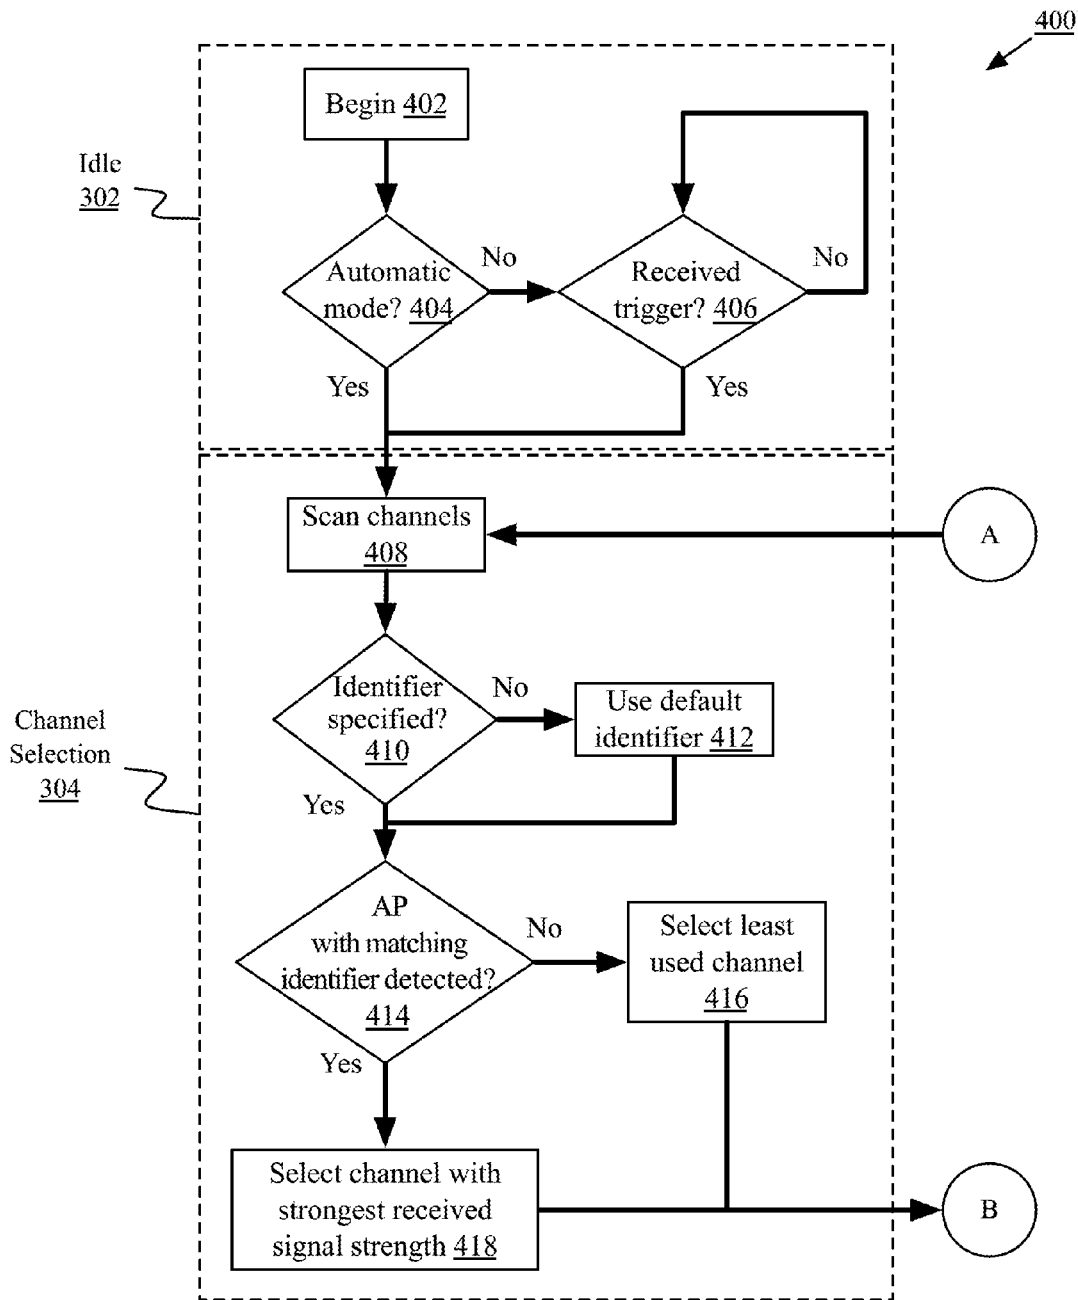 400
Begin 402
Idle
302
Automatic
mode? 404
No
Received
trigger? 406
No
Yes
Yes
Scan channels
408
A
Identifier
specified?
410
No
Use default
identifier 412
Channel
Selection
304
Yes
AP
with matching
identifier detected?
414
No
Select least
used channel
416
Yes
Select channel with
strongest received
signal strength 418
B